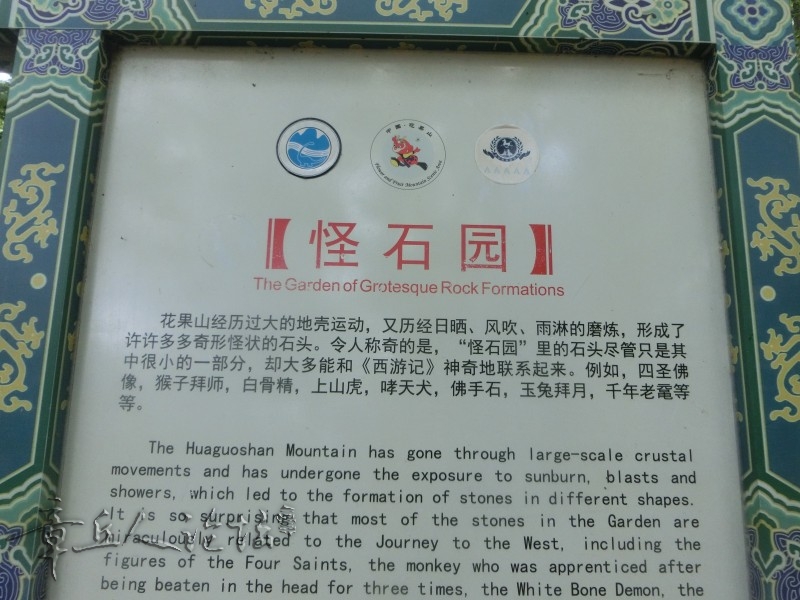 中国·花果山
【怪石园】
The Garden of Grotesque Rock Formations
花果山经历过大的地壳运动，又历经日晒、风吹、雨淋的磨炼，形成了
许许多多奇形怪状的石头。令人称奇的是，“怪石园”里的石头尽管只是其
中很小的一部分，却大多能和《西游记》神奇地联系起来。例如，四圣佛
像，猴子拜师，白骨精，上山虎，哮天犬，佛手石，玉兔拜月，千年老鼋等
等。
The Huaguoshan Mountain has gone through large-scale crustal
movements and has undergone the exposure to sunburn, blasts and
showers, which led to the formation of stones in different shapes.
It is so surprising that most of the stones in the Garden are
miraculously related to the Journey to the West, including the
figures of the Four Saints, the monkey who was apprenticed after
being beaten in the head for three times, the White Bone Demon, the
章丘人论坛